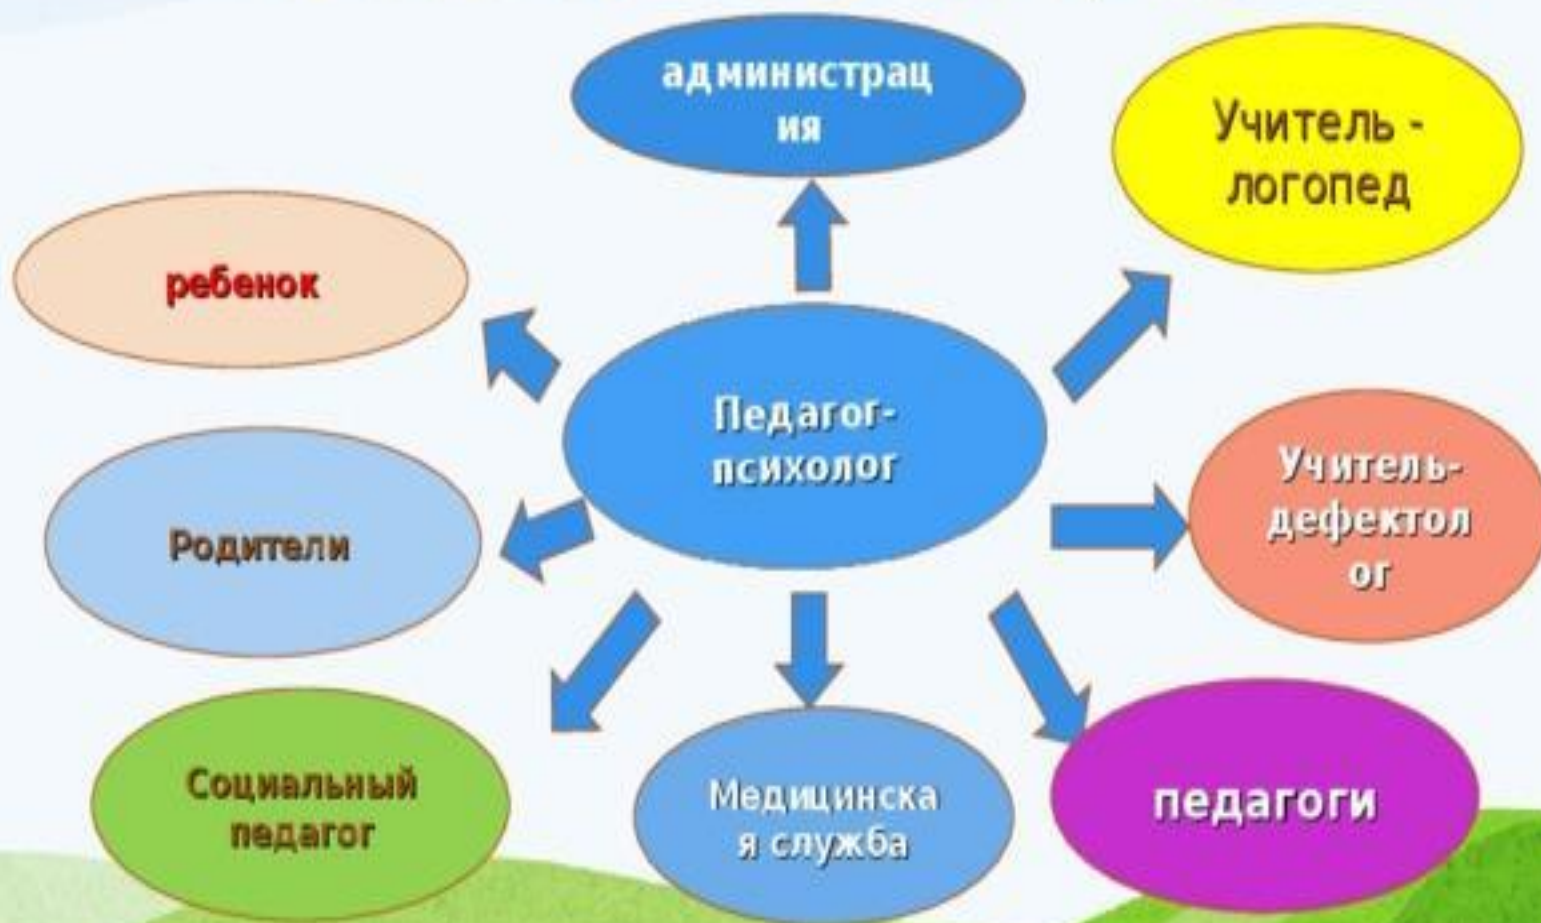 администрац
ия
Учитель -
логопед
ребенок
Педагог-
психолог
Учитель-
дефектол
ог
Родители
Социальный
педагог
Медицинска
я служба
педагоги